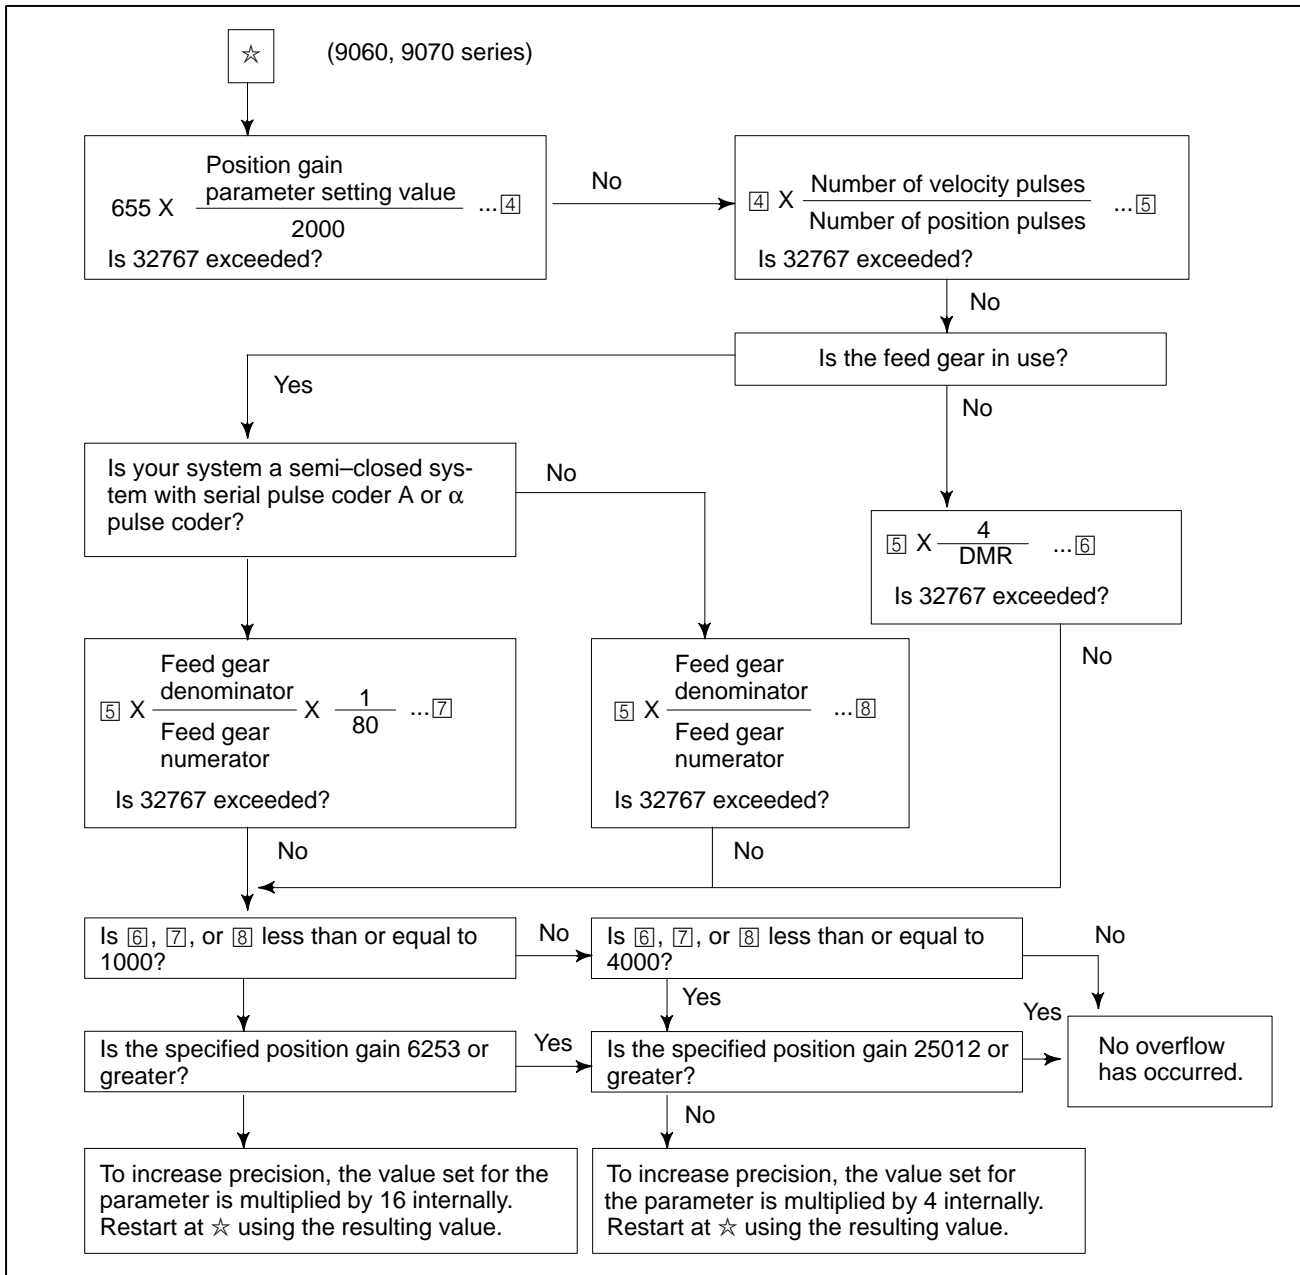 ☆ (9060, 9070 series)
Position gain
parameter setting value
655 X ...4
2000
Is 32767 exceeded?
No
Number of velocity pulses
4 X ...5
Number of position pulses
Is 32767 exceeded?
No
Is the feed gear in use?
Yes
No
Is your system a semi–closed sys-
tem with serial pulse coder A or α
pulse coder?
No
4
5 X ...6
DMR
Is 32767 exceeded?
No
Feed gear
denominator
5 X X 1 ...7
80
Feed gear
numerator
Is 32767 exceeded?
No
Feed gear
denominator
5 X ...8
Feed gear
numerator
Is 32767 exceeded?
No
Is 6, 7, or 8 less than or equal to
1000?
No
Is 6, 7, or 8 less than or equal to
4000?
No
Yes
Is the specified position gain 6253 or
greater?
Yes
Is the specified position gain 25012 or
greater?
Yes
No overflow
has occurred.
No
To increase precision, the value set for the
parameter is multiplied by 16 internally.
Restart at ☆ using the resulting value.
To increase precision, the value set for
the parameter is multiplied by 4 internally.
Restart at ☆ using the resulting value.